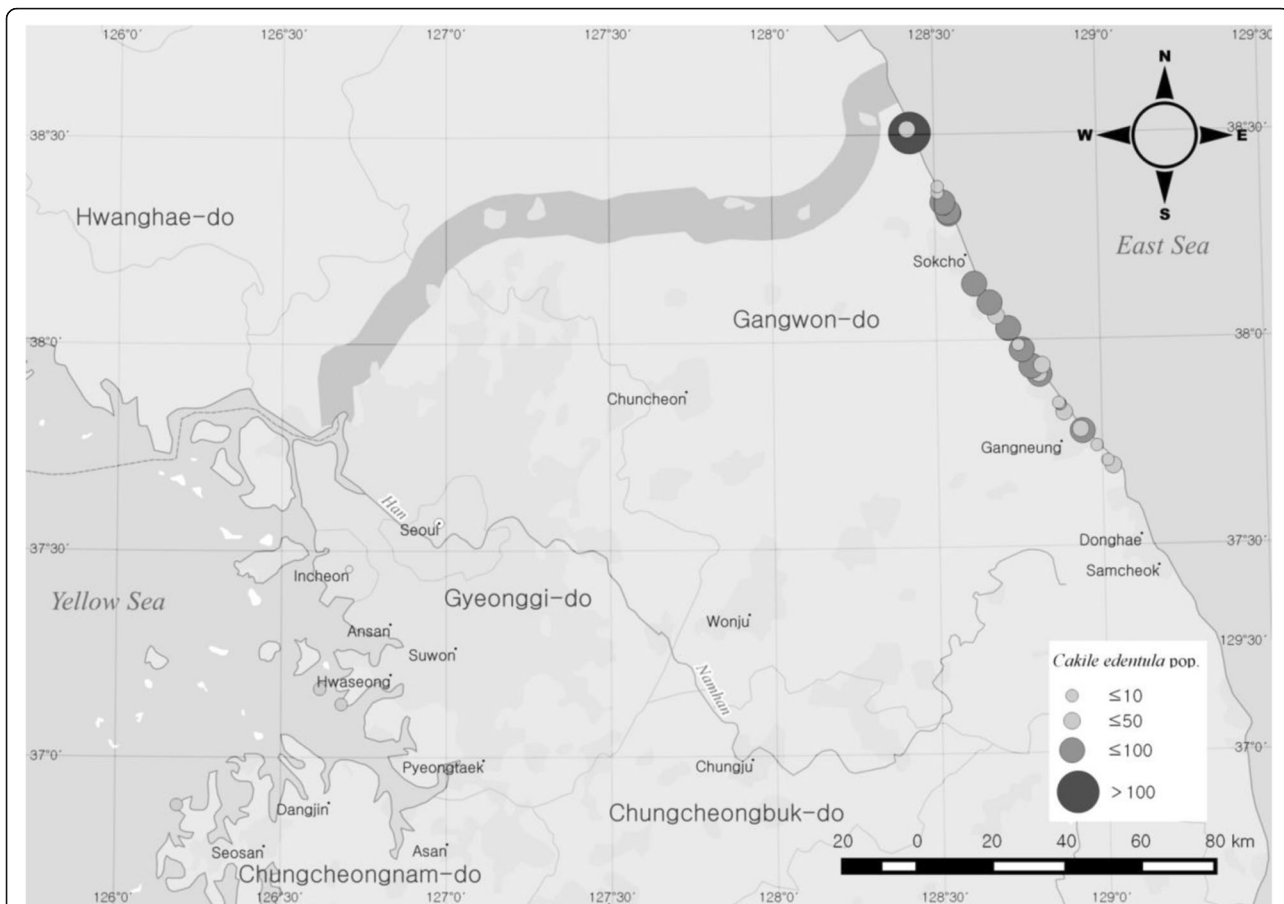 126°0′ 126°30′ 127°0′ 127°30′ 128°0′ 128°30′ 129°0′ 129°30′
N
W E
S
38°30′ 38°30′
Hwanghae-do
East Sea
Sokcho
Gangwon-do
38°0′ 38°0′
Chuncheon
Gangneung
Han
Seoul
37°30′ 37°30′
Donghae
Samcheok
Incheon
Yellow Sea
Gyeonggi-do
Ansan
Wonju
Suwon
129°30′
Hwaseong
Namhan
Cakile edentula pop.
≤10
≤50
≤100
>100
37°0′ 37°0′
Pyeongtaek
Chungju
Dangjin
Chungcheongbuk-do
Seosan
Asan
Chungcheongnam-do
20 0 20 40 60 80 km
126°0′ 126°30′ 127°0′ 127°30′ 128°0′ 128°30′ 129°0′